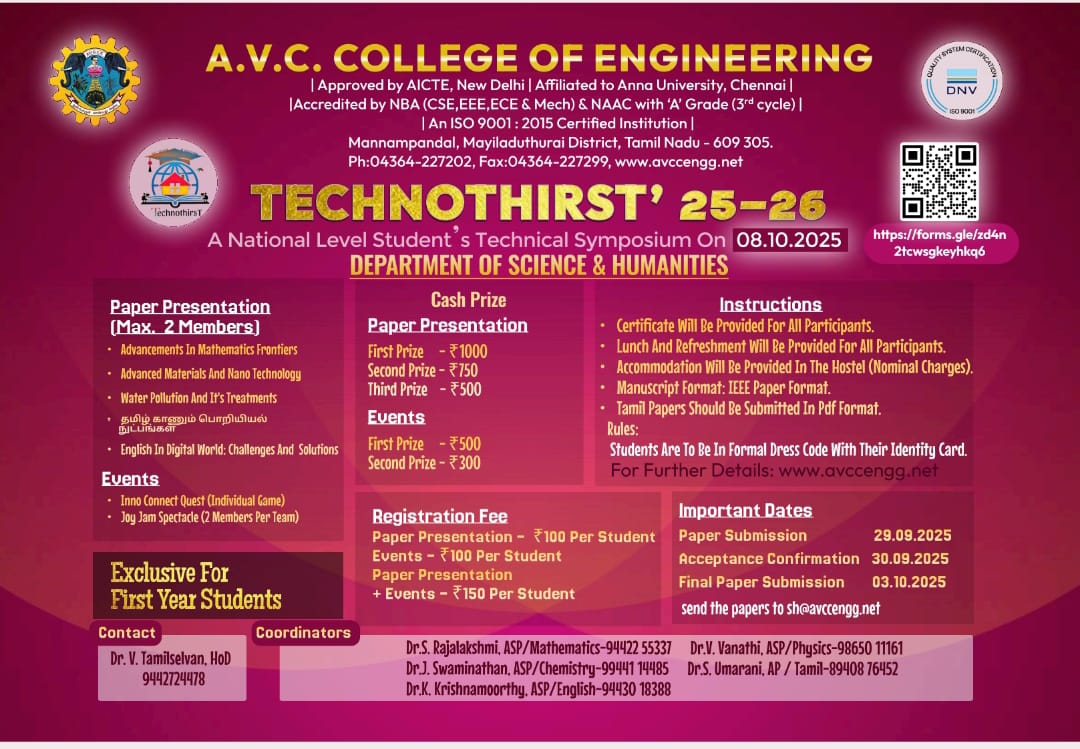 A.V.C. COLLEGE OF ENGINEERING
| Approved by AICTE, New Delhi | Affiliated to Anna University, Chennai |
|Accredited by NBA (CSE,EEE,ECE & Mech) & NAAC with ‘A’ Grade (3rd cycle) |
| An ISO 9001 : 2015 Certified Institution |
Mannampandal, Mayiladuthurai District, Tamil Nadu - 609 305.
Ph:04364-227202, Fax:04364-227299, www.avccengg.net
QUALITY SYSTEM CERTIFICATION
DNV
ISO 9001
TechnothirsT
TECHNOTHIRST’ 25-26
A National Level Student’s Technical Symposium On 08.10.2025
DEPARTMENT OF SCIENCE & HUMANITIES
https://forms.gle/zd4n
2tcwsgkeyhkq6
Paper Presentation
(Max. 2 Members)
• Advancements In Mathematics Frontiers
• Advanced Materials And Nano Technology
• Water Pollution And It's Treatments
• தமிழ் காணும் பொறியியல்
நுட்பங்கள்
• English In Digital World: Challenges And Solutions
Events
• Inno Connect Quest (Individual Game)
• Joy Jam Spectacle (2 Members Per Team)
Exclusive For
First Year Students
Cash Prize
Paper Presentation
First Prize - ₹1000
Second Prize - ₹750
Third Prize - ₹500
Events
First Prize - ₹500
Second Prize - ₹300
Instructions
• Certificate Will Be Provided For All Participants.
• Lunch And Refreshment Will Be Provided For All Participants.
• Accommodation Will Be Provided In The Hostel (Nominal Charges).
• Manuscript Format: IEEE Paper Format.
• Tamil Papers Should Be Submitted In Pdf Format.
Rules:
Students Are To Be In Formal Dress Code With Their Identity Card.
For Further Details: www.avccengg.net
Registration Fee
Paper Presentation - ₹100 Per Student
Events - ₹100 Per Student
Paper Presentation
+ Events - ₹150 Per Student
Important Dates
Paper Submission 29.09.2025
Acceptance Confirmation 30.09.2025
Final Paper Submission 03.10.2025
send the papers to sh@avccengg.net
Contact
Dr. V. Tamilselvan, HoD
9442724478
Coordinators
Dr.S. Rajalakshmi, ASP/Mathematics-94422 55337 Dr.V. Vanathi, ASP/Physics-98650 11161
Dr.J. Swaminathan, ASP/Chemistry-99441 14485 Dr.S. Umarani, AP / Tamil-89408 76452
Dr.K. Krishnamoorthy, ASP/English-94430 18388